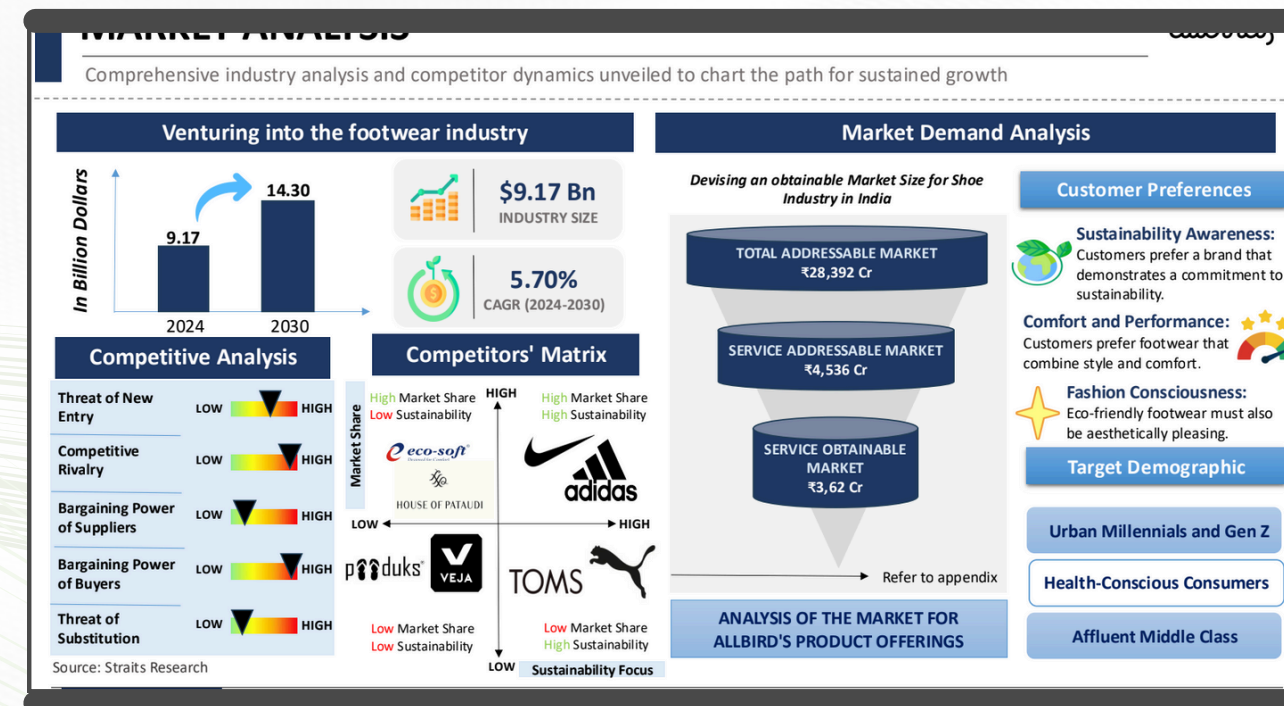 MARKET ANALYSIS
allbirds
Comprehensive industry analysis and competitor dynamics unveiled to chart the path for sustained growth
Venturing into the footwear industry
In Billion Dollars
9.17
14.30
2024
2030
$9.17 Bn
INDUSTRY SIZE
5.70%
CAGR (2024-2030)
Competitive Analysis
Threat of New
Entry
LOW
HIGH
Competitive
Rivalry
LOW
HIGH
Bargaining Power
of Suppliers
LOW
HIGH
Bargaining Power
of Buyers
LOW
HIGH
Threat of
Substitution
LOW
HIGH
Source: Straits Research
Competitors' Matrix
Market Share
High Market Share
Low Sustainability
HIGH
High Market Share
High Sustainability
eco-soft
HOUSE OF PATAUDI
adidas
LOW
HIGH
paaduks
VEJA
TOMS
Low Market Share
Low Sustainability
Low Market Share
High Sustainability
LOW
Sustainability Focus
Market Demand Analysis
Devising an obtainable Market Size for Shoe
Industry in India
TOTAL ADDRESSABLE MARKET
₹28,392 Cr
SERVICE ADDRESSABLE MARKET
₹4,536 Cr
SERVICE OBTAINABLE
MARKET
₹3,62 Cr
Refer to appendix
ANALYSIS OF THE MARKET FOR
ALLBIRD'S PRODUCT OFFERINGS
Customer Preferences
Sustainability Awareness:
Customers prefer a brand that
demonstrates a commitment to
sustainability.
Comfort and Performance:
Customers prefer footwear that
combine style and comfort.
Fashion Consciousness:
Eco-friendly footwear must also
be aesthetically pleasing.
Target Demographic
Urban Millennials and Gen Z
Health-Conscious Consumers
Affluent Middle Class